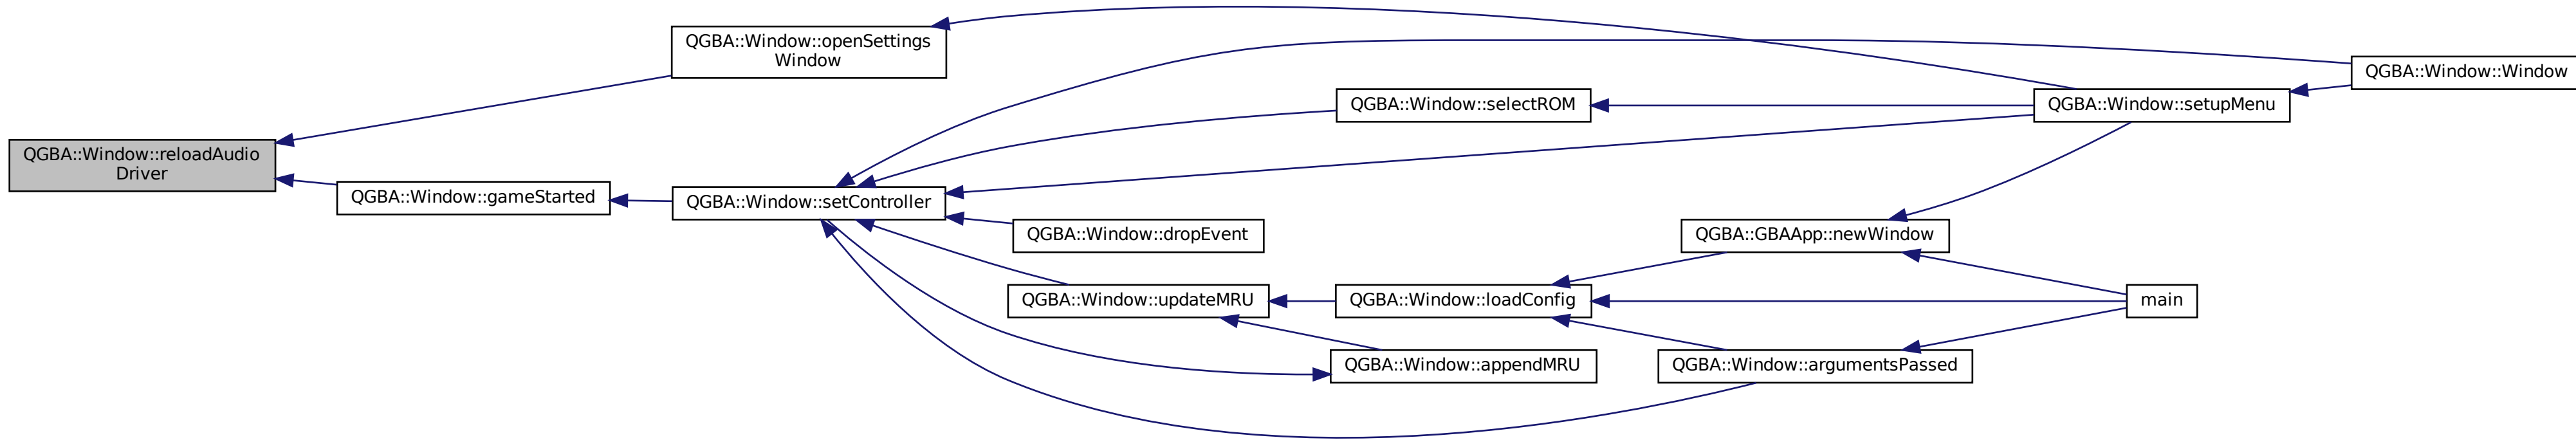 QGBA::Window::reloadAudio
Driver
QGBA::Window::openSettings
Window
QGBA::Window::gameStarted
QGBA::Window::setController
QGBA::Window::selectROM
QGBA::Window::dropEvent
QGBA::Window::updateMRU
QGBA::Window::loadConfig
QGBA::Window::appendMRU
QGBA::GBAApp::newWindow
QGBA::Window::argumentsPassed
QGBA::Window::setupMenu
main
QGBA::Window::Window